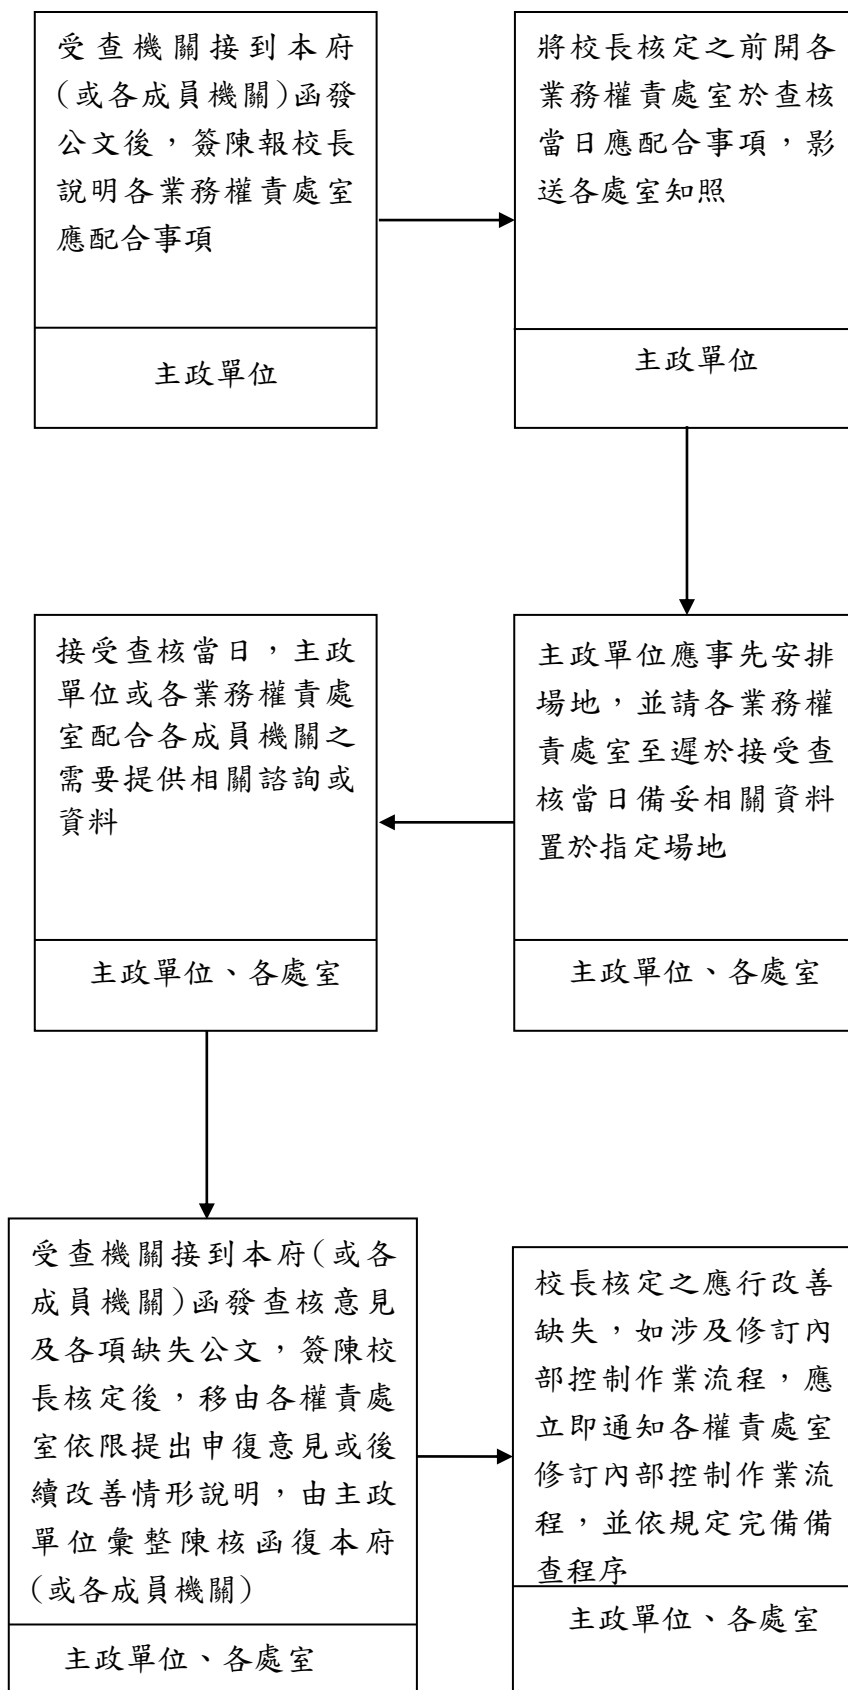 受查機關接到本府
(或各成員機關)函發
公文後，簽陳報校長
說明各業務權責處室
應配合事項
主政單位
將校長核定之前開各
業務權責處室於查核
當日應配合事項，影
送各處室知照
主政單位
主政單位應事先安排
場地，並請各業務權
責處室至遲於接受查
核當日備妥相關資料
置於指定場地
主政單位、各處室
接受查核當日，主政
單位或各業務權責處
室配合各成員機關之
需要提供相關諮詢或
資料
主政單位、各處室
受查機關接到本府(或各
成員機關)函發查核意見
及各項缺失公文，簽陳校
長核定後，移由各權責處
室依限提出申復意見或後
續改善情形說明，由主政
單位彙整陳核函復本府
(或各成員機關)
主政單位、各處室
校長核定之應行改善
缺失，如涉及修訂內
部控制作業流程，應
立即通知各權責處室
修訂內部控制作業流
程，並依規定完備備
查程序
主政單位、各處室